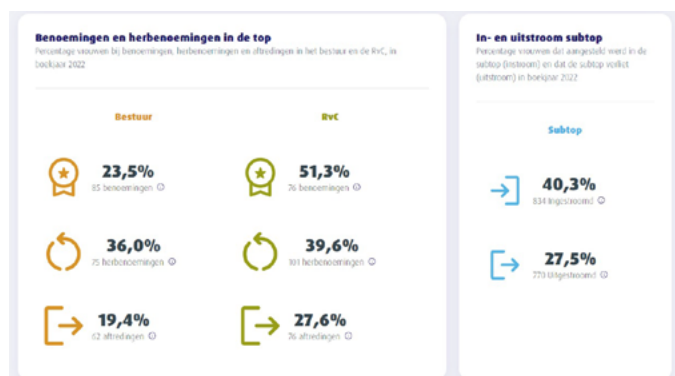 Benoemingen en herbenoemingen in de top
Percentage vrouwen bij benoemingen, herbenoemingen en aftredingen in het bestuur en de RvC, in
boekjaar 2022
Bestuur
RvC
23,5%
85 benoemingen
51,3%
76 benoemingen
36,0%
75 herbenoemingen
39,6%
101 herbenoemingen
19,4%
62 aftredingen
27,6%
76 aftredingen
In- en uitstroom subtop
Percentage vrouwen dat aangesteld werd in de
subtop (instroom) en dat de subtop verliet
(uitstroom) in boekjaar 2022
Subtop
40,3%
834 Ingestroomd
27,5%
770 Uitgestroomd